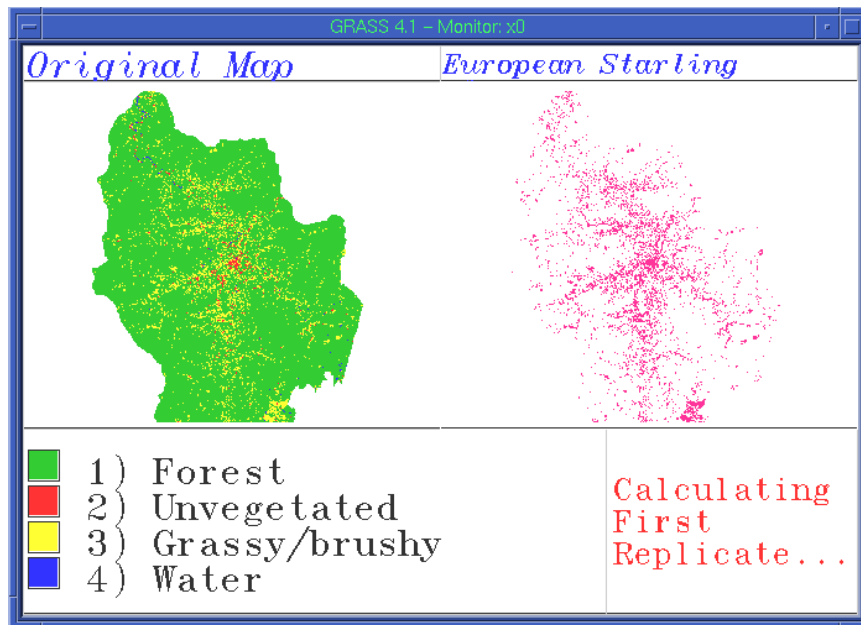 GRASS 4.1 – Monitor: x0
Original Map
European Starling
1) Forest
2) Unvegetated
3) Grassy/brushy
4) Water
Calculating
First
Replicate...